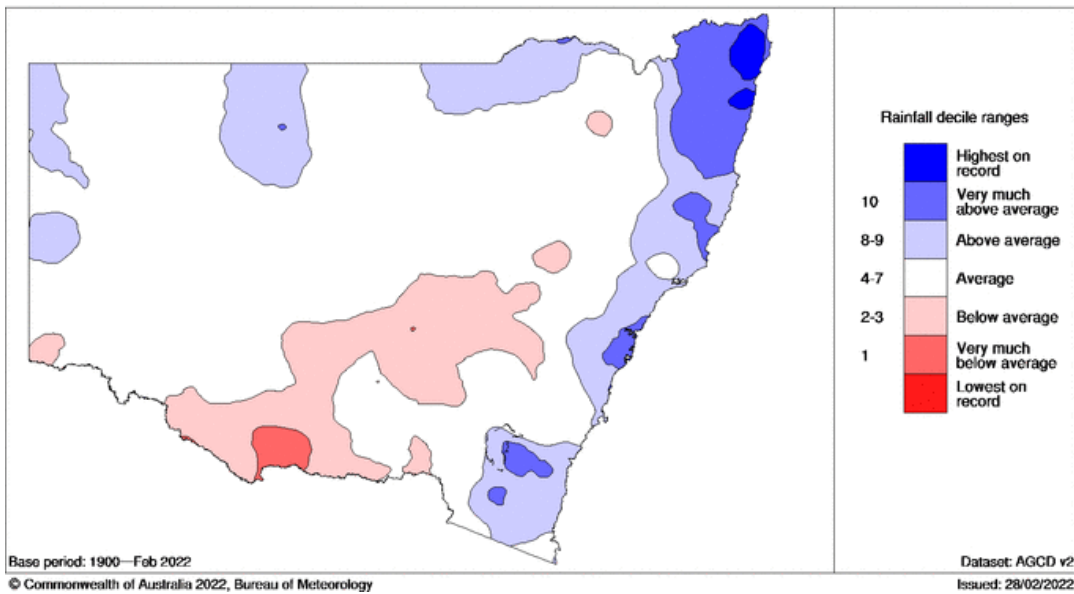 Rainfall decile ranges
Highest on
record
10
Very much
above average
8-9
Above average
4-7
Average
2-3
Below average
1
Very much
below average
Lowest on
record
Base period: 1900—Feb 2022
Dataset: AGCD v2
© Commonwealth of Australia 2022, Bureau of Meteorology
Issued: 28/02/2022